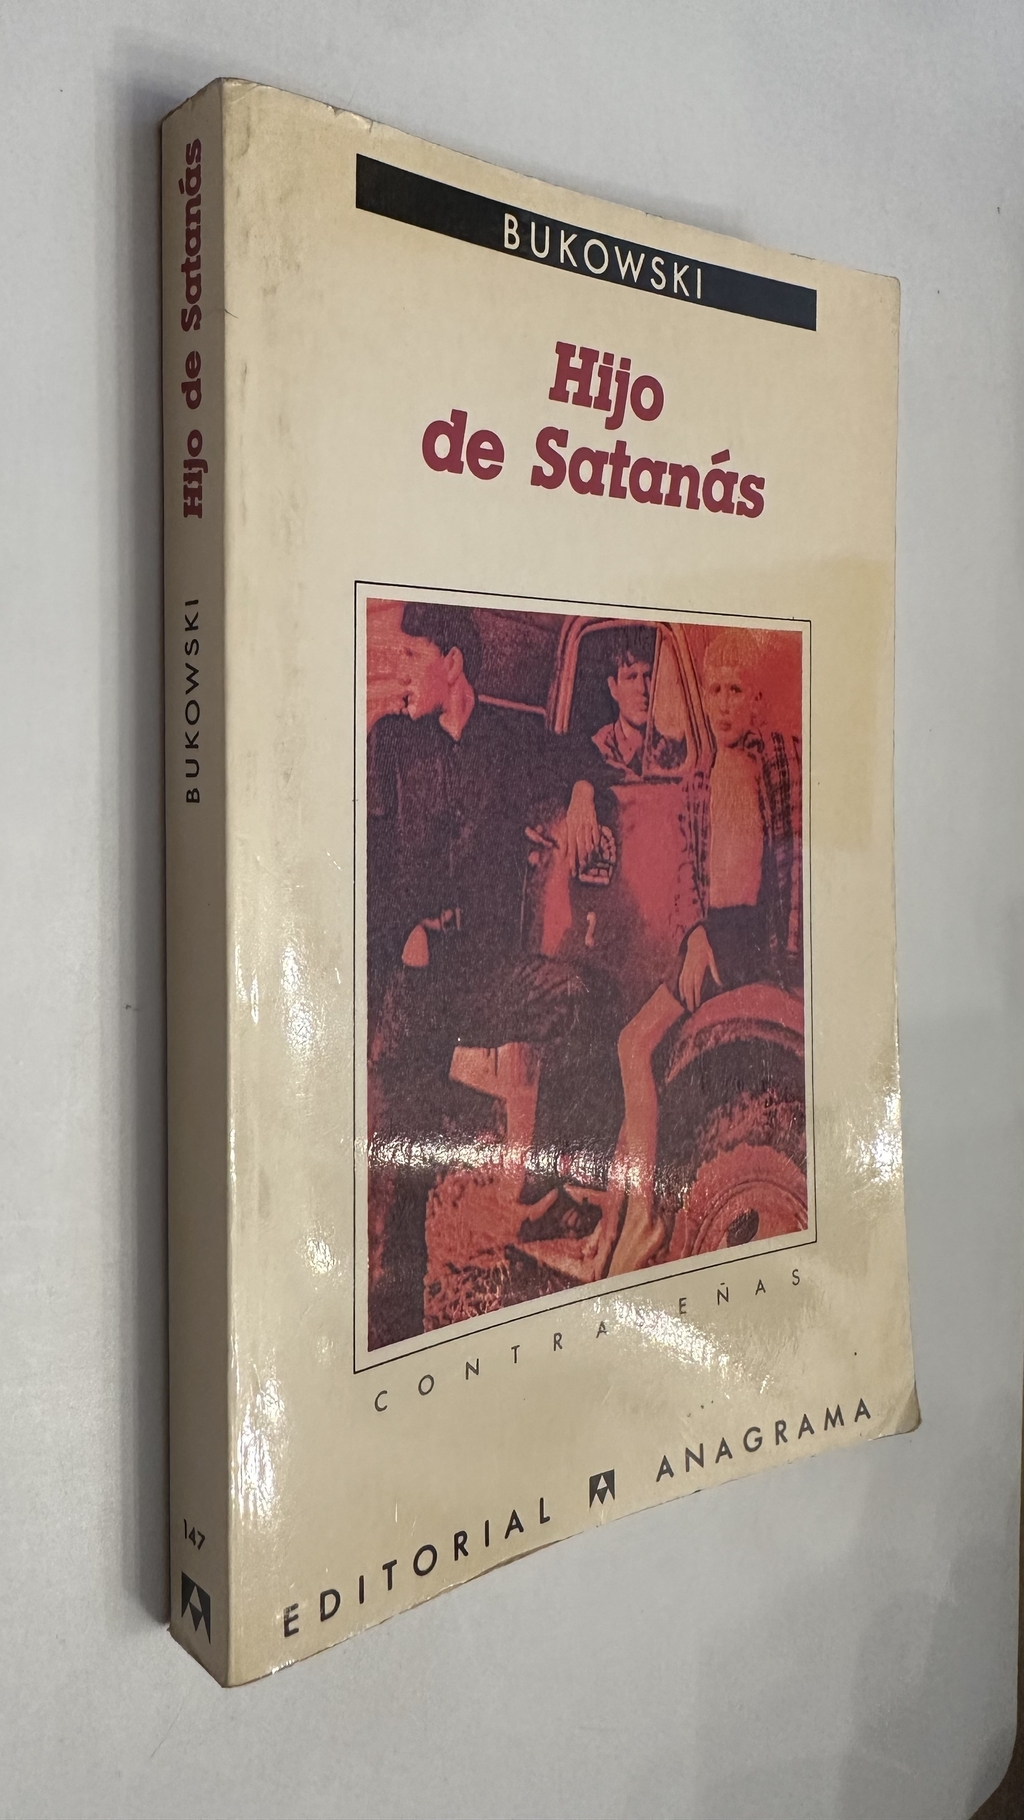 BUKOWSKI
Hijo
de Satanás
CONTRASEÑAS
EDITORIAL ANAGRAMA
Hijo de Satanás
BUKOWSKI
147